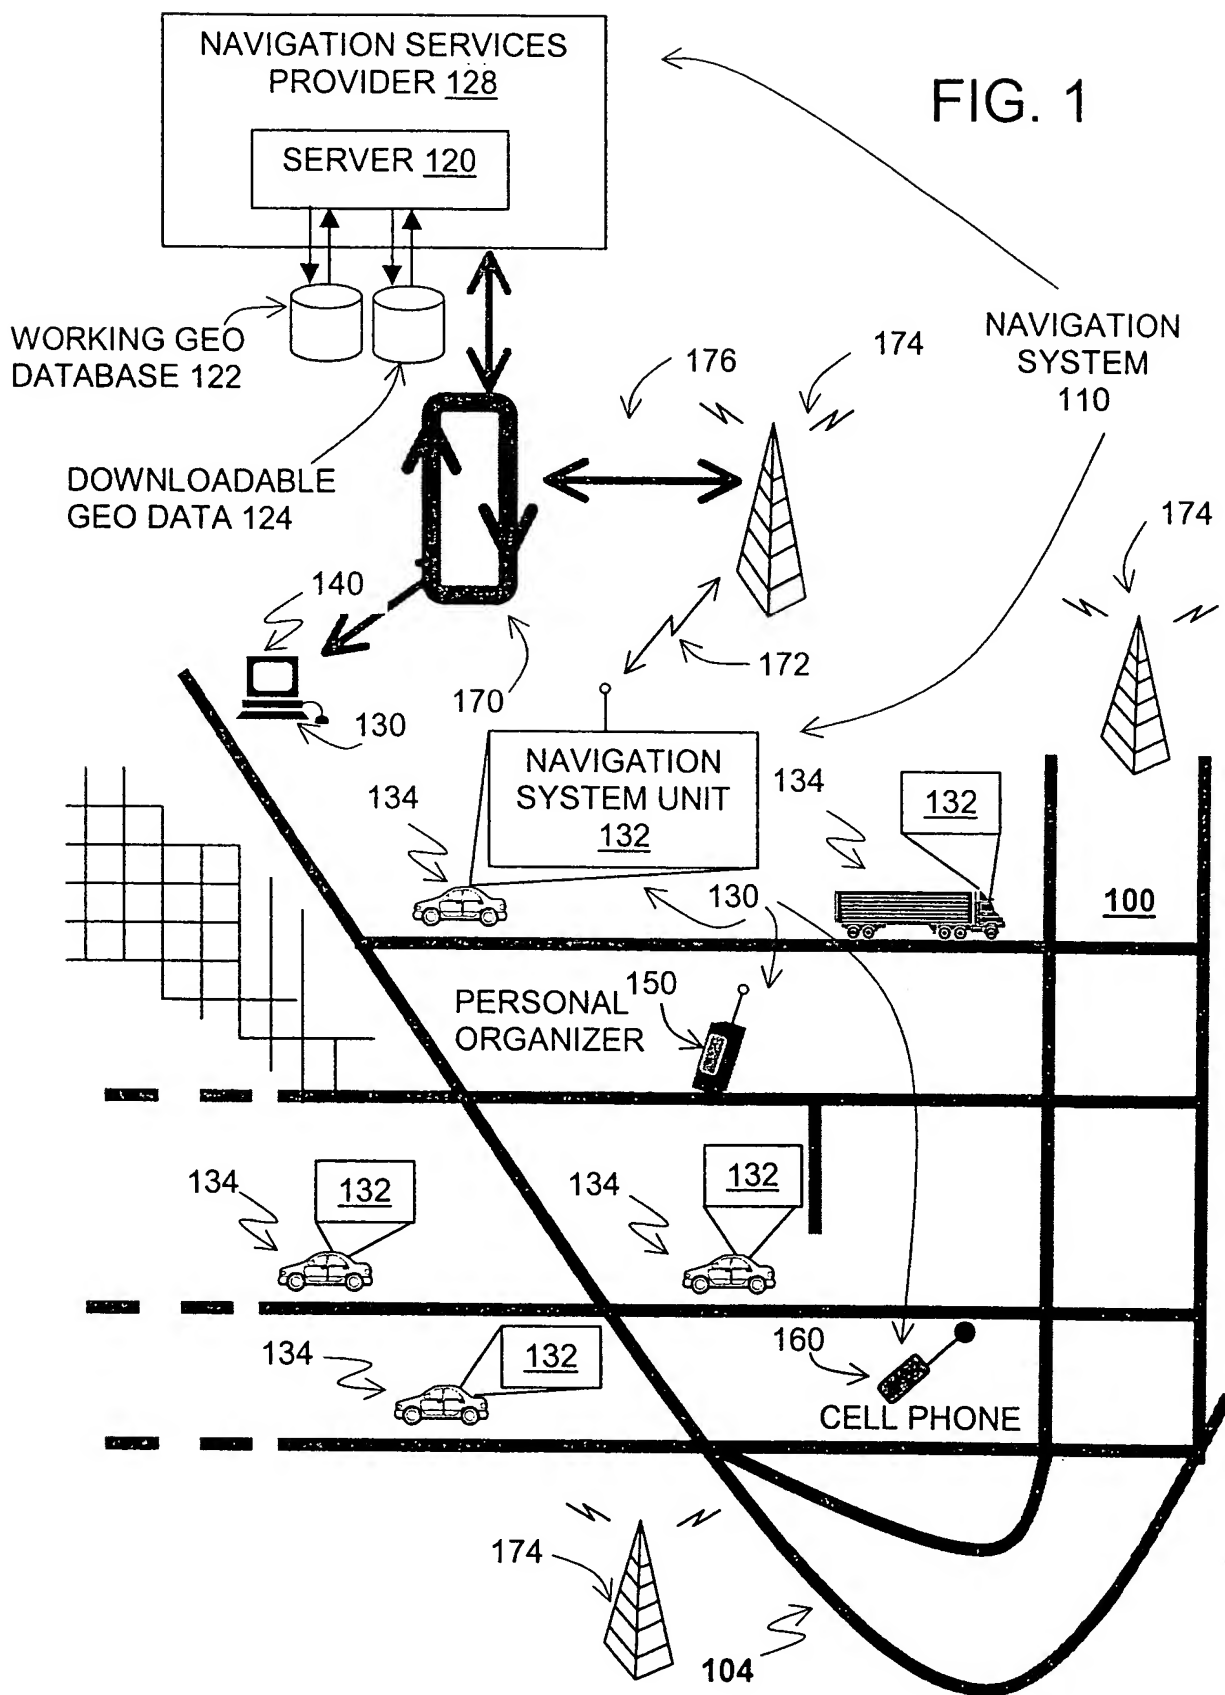 NAVIGATION SERVICES
PROVIDER 128
FIG. 1
SERVER 120
WORKING GEO
DATABASE 122
NAVIGATION
SYSTEM
110
176
174
DOWNLOADABLE
GEO DATA 124
174
140
172
170
130
NAVIGATION
SYSTEM UNIT
132
134
134
132
130
100
150
PERSONAL
ORGANIZER
134
132
134
132
134
132
160
CELL PHONE
174
104